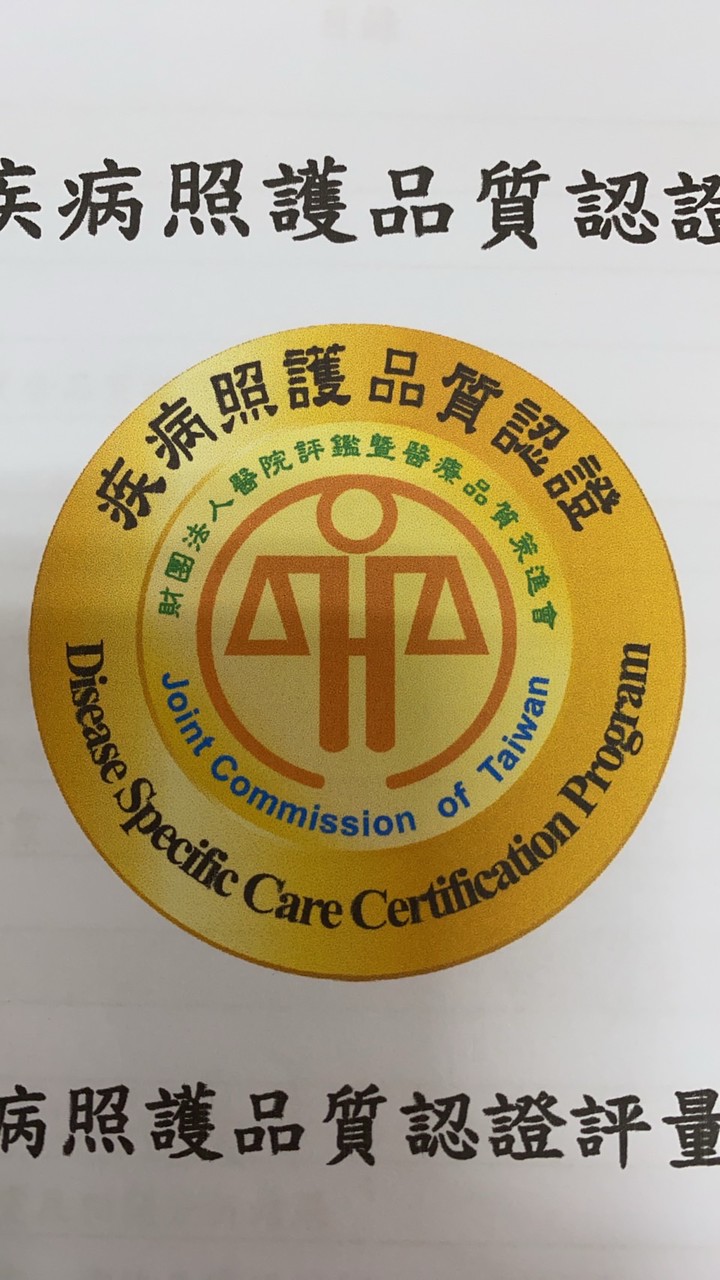 疾病照護品質認證
疾病照護品質認證
財團法人醫院評鑑暨醫療品質策進會
Joint Commission of Taiwan
Disease Specific Care Certification Program
病照護品質認證評量